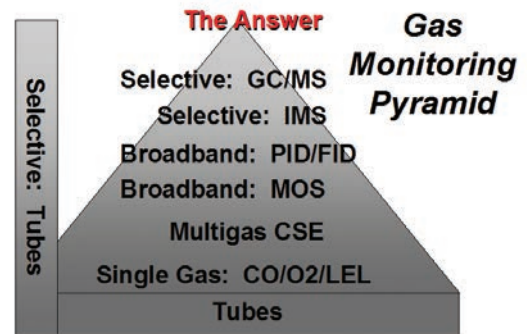 The Answer
Gas
Monitoring
Pyramid
Selective: GC/MS
Selective: IMS
Broadband: PID/FID
Broadband: MOS
Multigas CSE
Single Gas: CO/O2/LEL
Tubes
Selective: Tubes